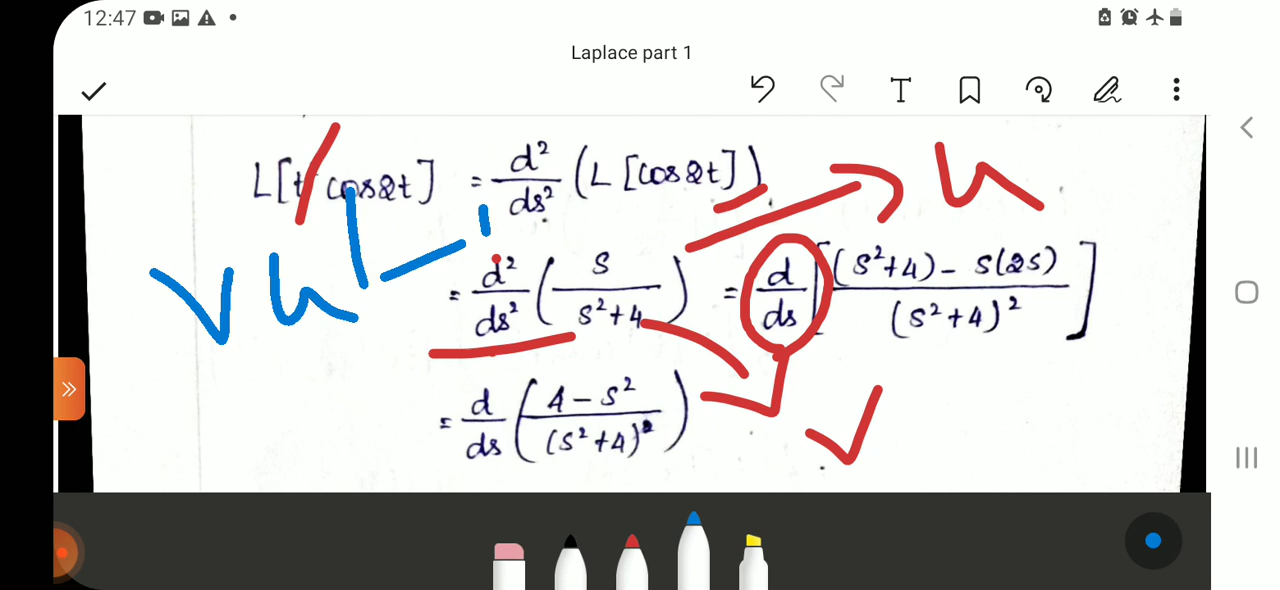 12:47
Laplace part 1
L[t² cos2t] = d²/ds² (L[cos2t])
= d²/ds² (s/s²+4) = d/ds [(s²+4) - s(2s)/(s²+4)²]
= d/ds (4-s²/(s²+4)²)
u
vu' -